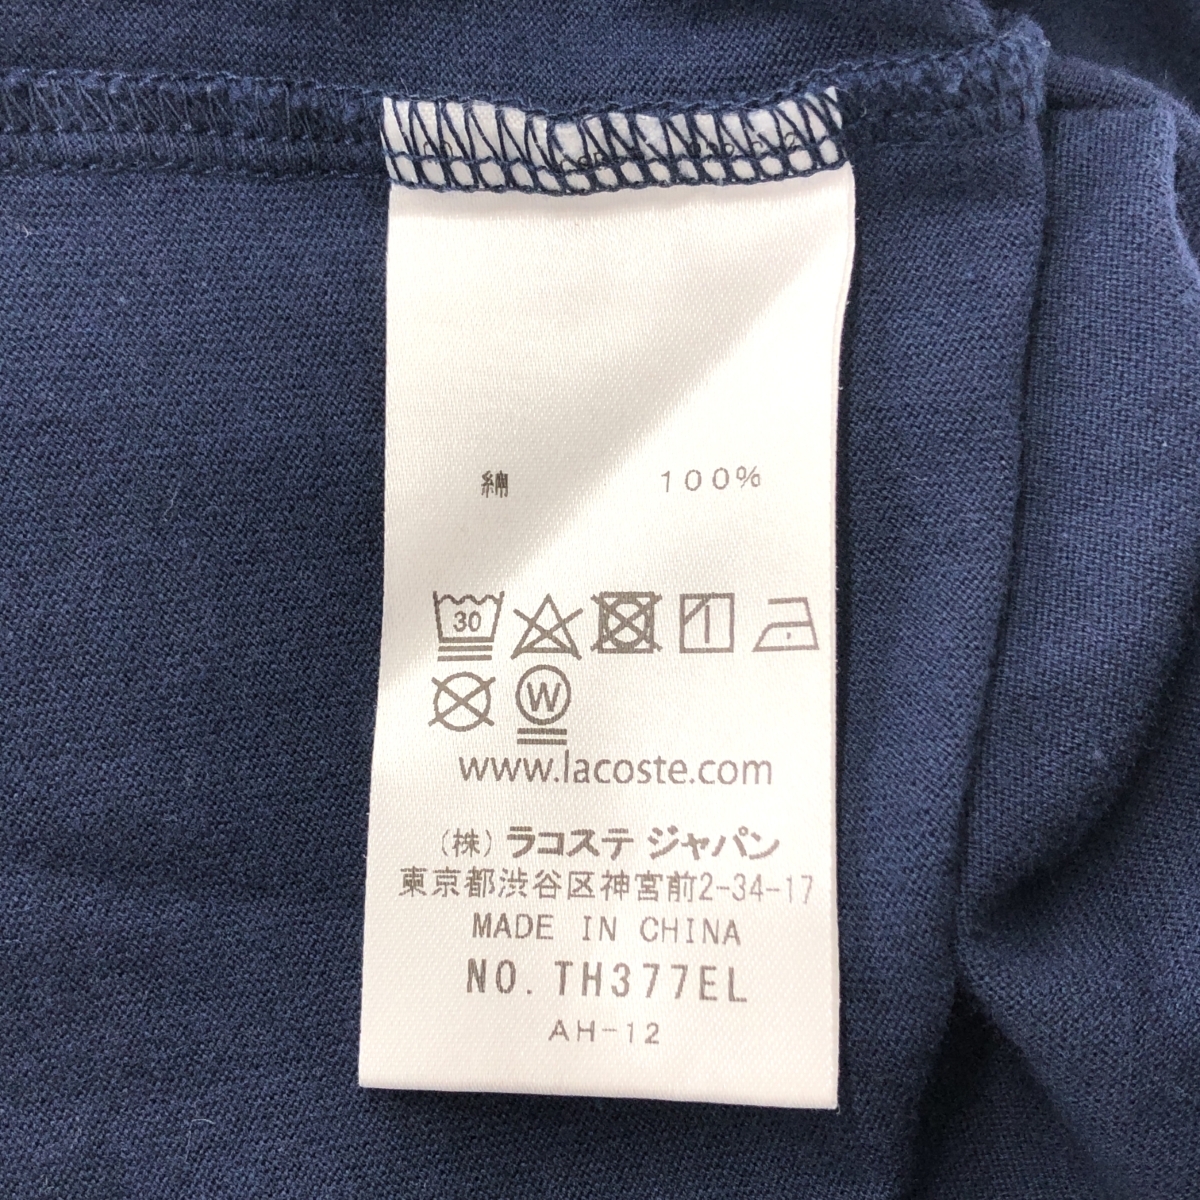 綿 100%
30
W
www.lacoste.com
(株) ラコステ ジャパン
東京都渋谷区神宮前2-34-17
MADE IN CHINA
NO. TH377EL
AH-12